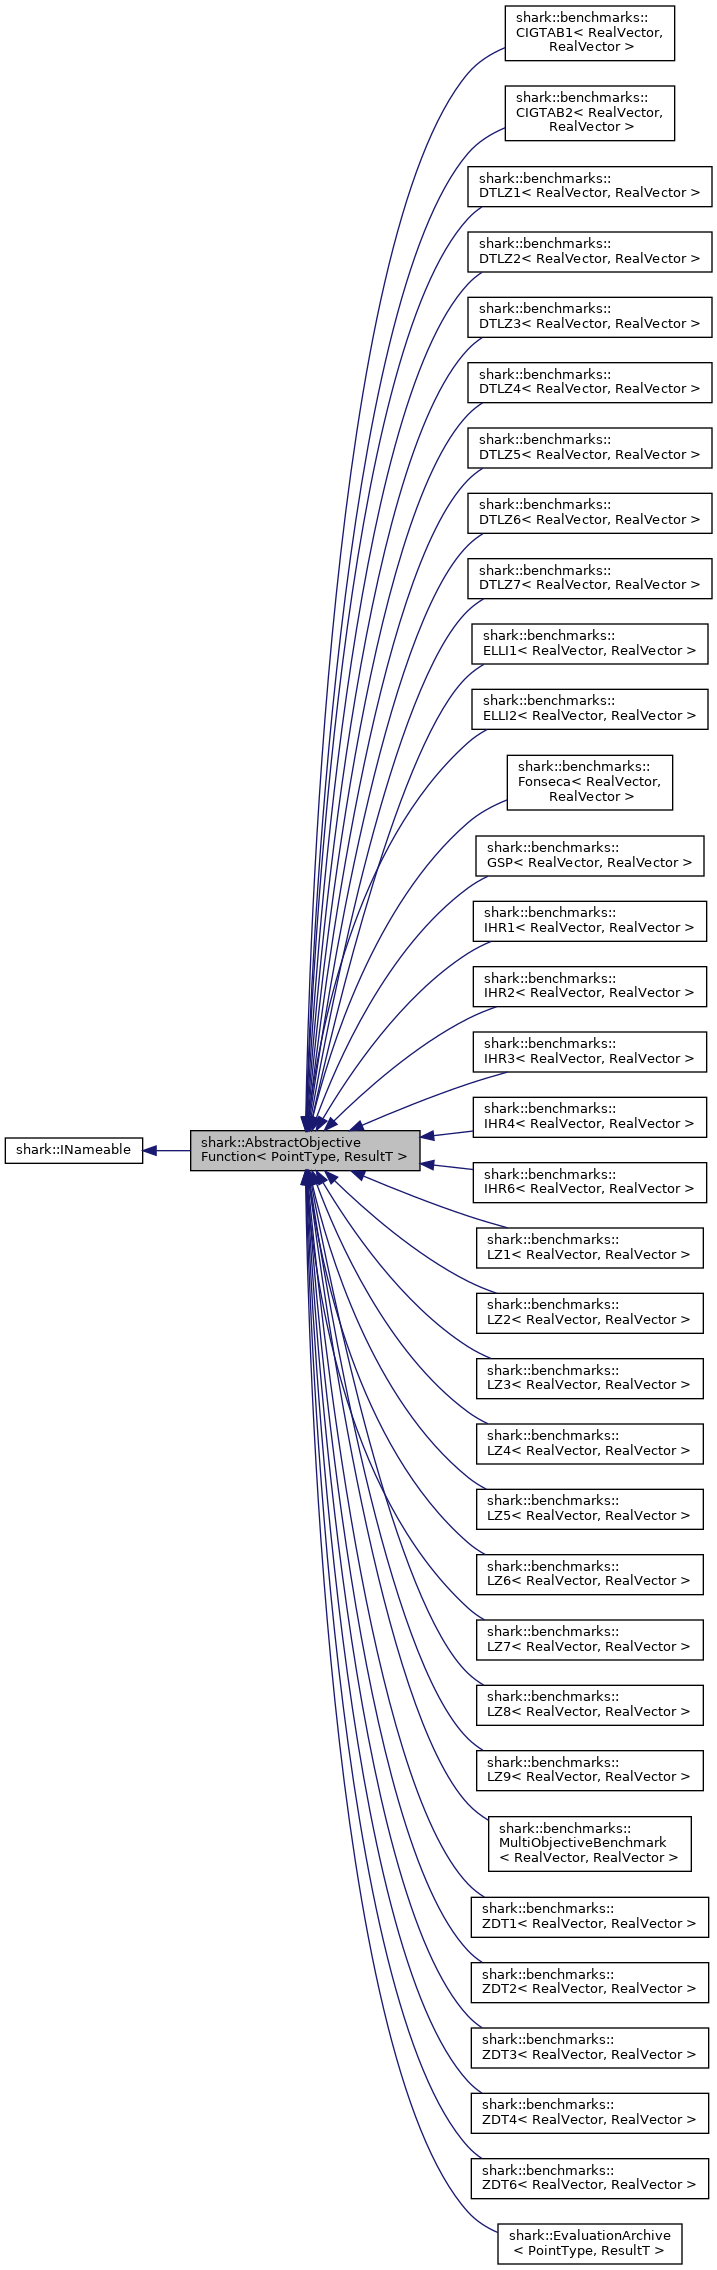 shark::benchmarks::
CIGTAB1< RealVector,
RealVector >
shark::benchmarks::
CIGTAB2< RealVector,
RealVector >
shark::benchmarks::
DTLZ1< RealVector, RealVector >
shark::benchmarks::
DTLZ2< RealVector, RealVector >
shark::benchmarks::
DTLZ3< RealVector, RealVector >
shark::benchmarks::
DTLZ4< RealVector, RealVector >
shark::benchmarks::
DTLZ5< RealVector, RealVector >
shark::benchmarks::
DTLZ6< RealVector, RealVector >
shark::benchmarks::
DTLZ7< RealVector, RealVector >
shark::benchmarks::
ELLI1< RealVector, RealVector >
shark::benchmarks::
ELLI2< RealVector, RealVector >
shark::benchmarks::
Fonseca< RealVector,
RealVector >
shark::benchmarks::
GSP< RealVector, RealVector >
shark::benchmarks::
IHR1< RealVector, RealVector >
shark::benchmarks::
IHR2< RealVector, RealVector >
shark::benchmarks::
IHR3< RealVector, RealVector >
shark::benchmarks::
IHR4< RealVector, RealVector >
shark::INameable
shark::AbstractObjective
Function< PointType, ResultT >
shark::benchmarks::
IHR6< RealVector, RealVector >
shark::benchmarks::
LZ1< RealVector, RealVector >
shark::benchmarks::
LZ2< RealVector, RealVector >
shark::benchmarks::
LZ3< RealVector, RealVector >
shark::benchmarks::
LZ4< RealVector, RealVector >
shark::benchmarks::
LZ5< RealVector, RealVector >
shark::benchmarks::
LZ6< RealVector, RealVector >
shark::benchmarks::
LZ7< RealVector, RealVector >
shark::benchmarks::
LZ8< RealVector, RealVector >
shark::benchmarks::
LZ9< RealVector, RealVector >
shark::benchmarks::
MultiObjectiveBenchmark
< RealVector, RealVector >
shark::benchmarks::
ZDT1< RealVector, RealVector >
shark::benchmarks::
ZDT2< RealVector, RealVector >
shark::benchmarks::
ZDT3< RealVector, RealVector >
shark::benchmarks::
ZDT4< RealVector, RealVector >
shark::benchmarks::
ZDT6< RealVector, RealVector >
shark::EvaluationArchive
< PointType, ResultT >